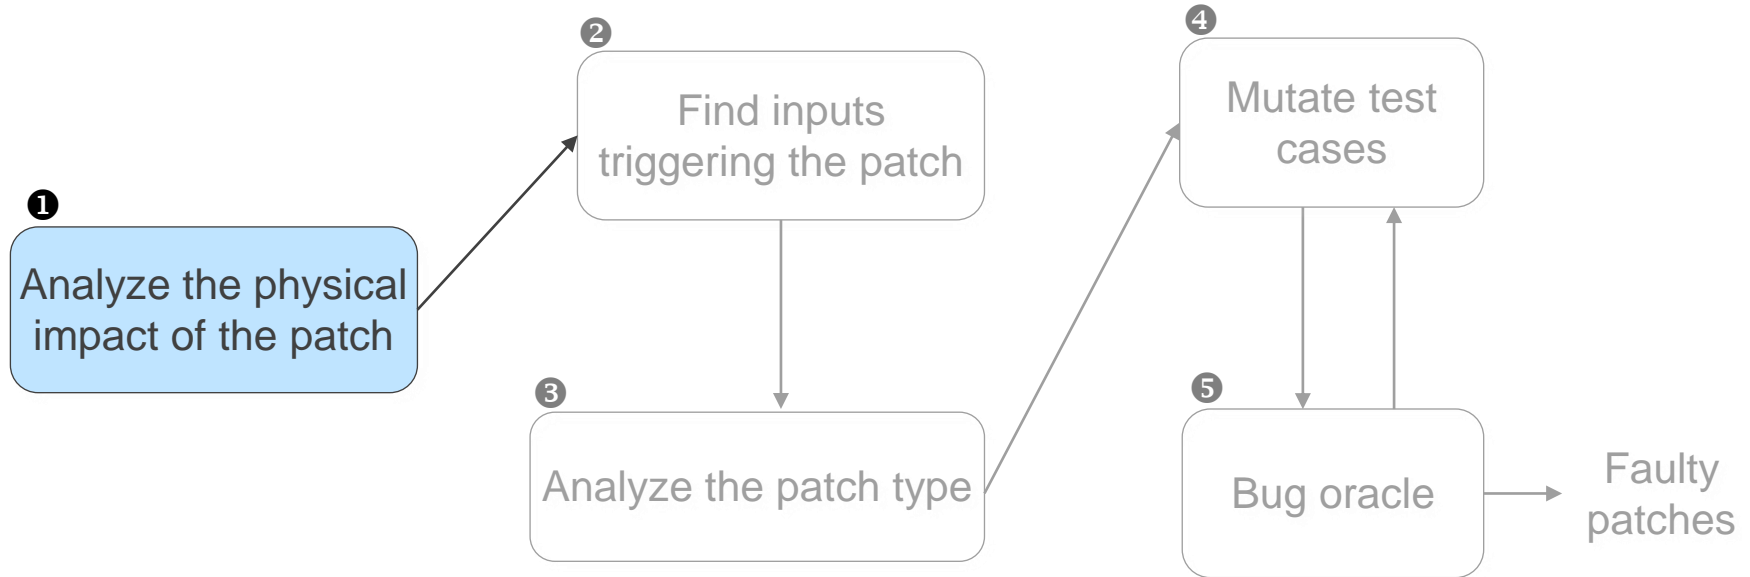 ❶
Analyze the physical
impact of the patch
❷
Find inputs
triggering the patch
❸
Analyze the patch type
❹
Mutate test
cases
❺
Bug oracle
Faulty
patches